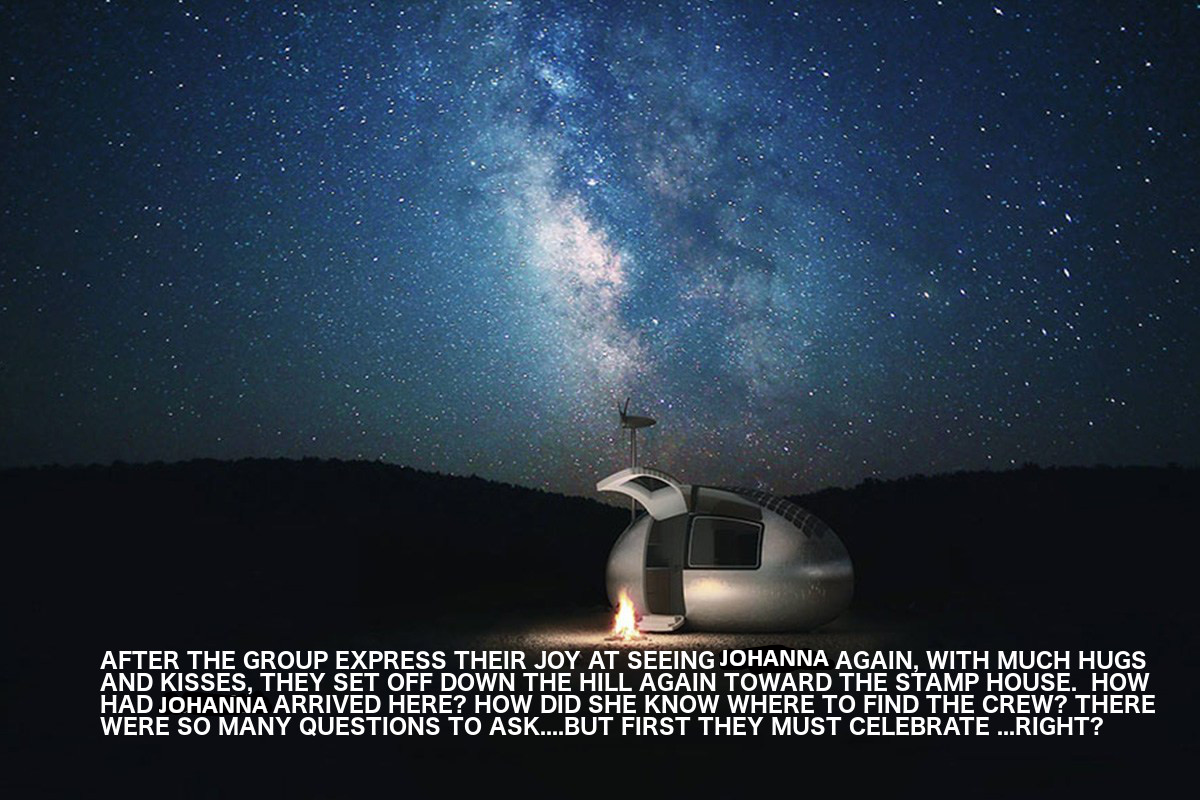 AFTER THE GROUP EXPRESS THEIR JOY AT SEEING JOHANNA AGAIN, WITH MUCH HUGS
AND KISSES, THEY SET OFF DOWN THE HILL AGAIN TOWARD THE STAMP HOUSE.  HOW
HAD JOHANNA ARRIVED HERE? HOW DID SHE KNOW WHERE TO FIND THE CREW? THERE
WERE SO MANY QUESTIONS TO ASK....BUT FIRST THEY MUST CELEBRATE ...RIGHT?